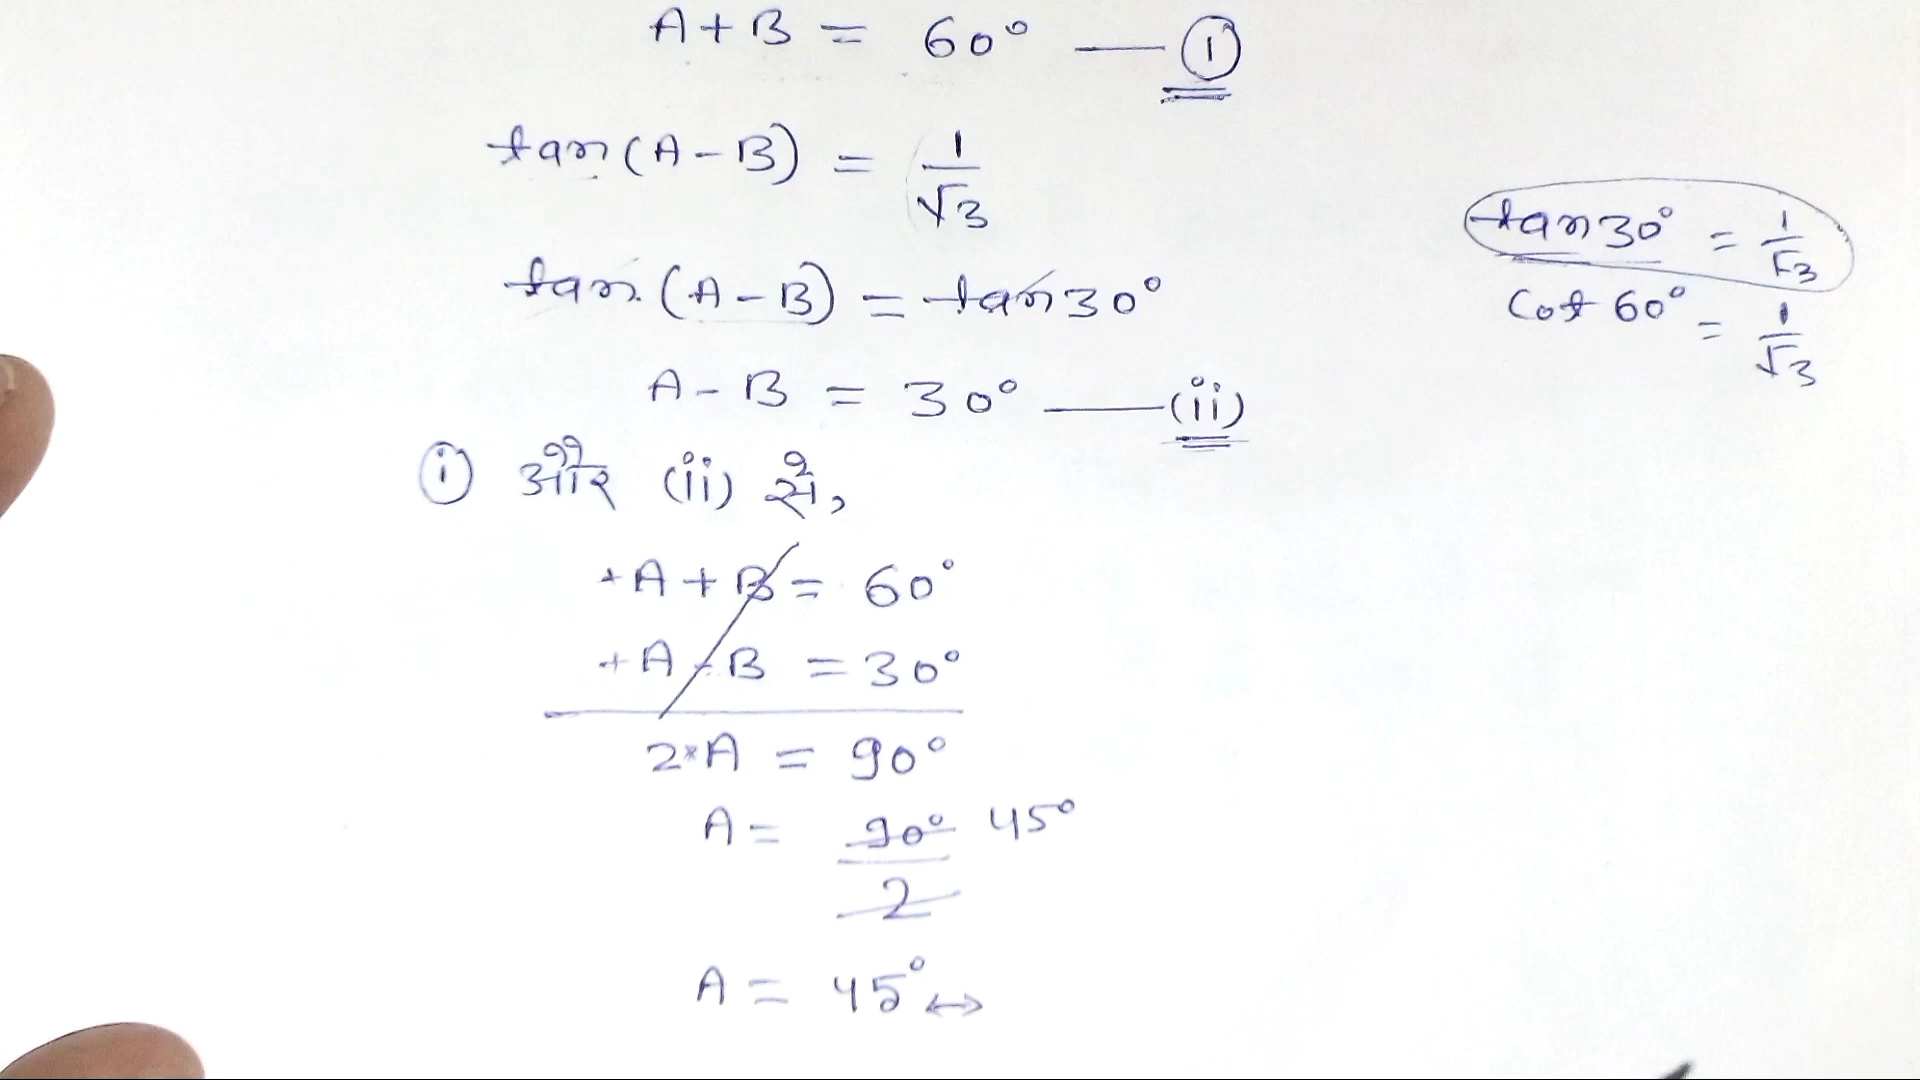 A + B = 60° — ①
tan (A - B) = 1/√3
tan (A - B) = tan 30°
A - B = 30° — (ii)
ⓘ और (ii) से,
+A + B = 60°
+A - B = 30°
2*A = 90°
A = 90°/2 45°
A = 45° ↔
tan 30° = 1/√3
Cot 60° = 1/√3